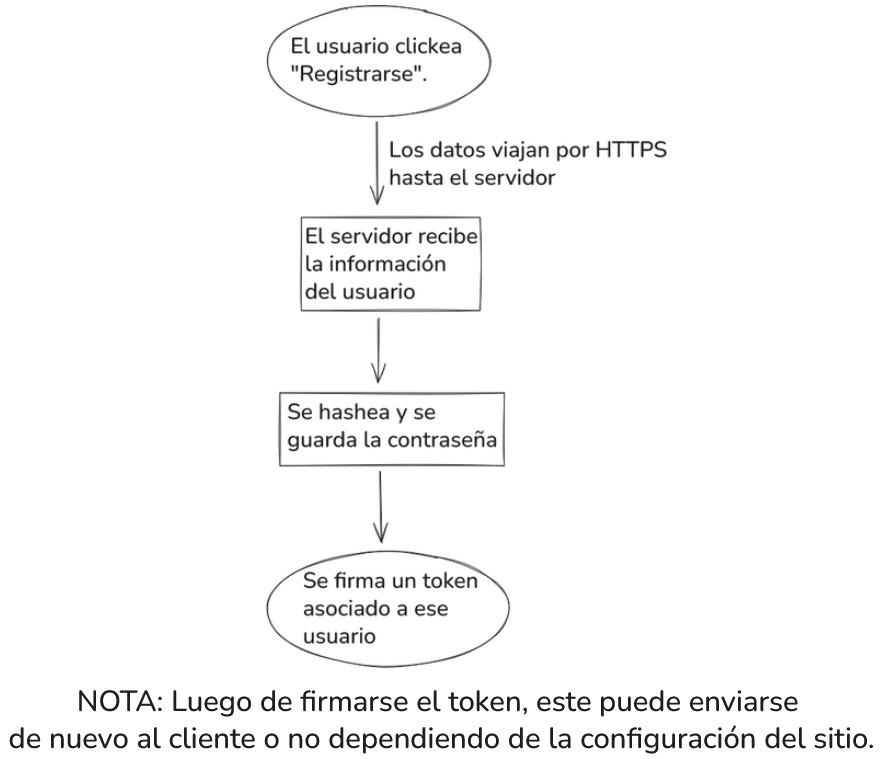 El usuario clickea
"Registrarse".
Los datos viajan por HTTPS
hasta el servidor
El servidor recibe
la información
del usuario
Se hashea y se
guarda la contraseña
Se firma un token
asociado a ese
usuario
NOTA: Luego de firmarse el token, este puede enviarse
de nuevo al cliente o no dependiendo de la configuración del sitio.